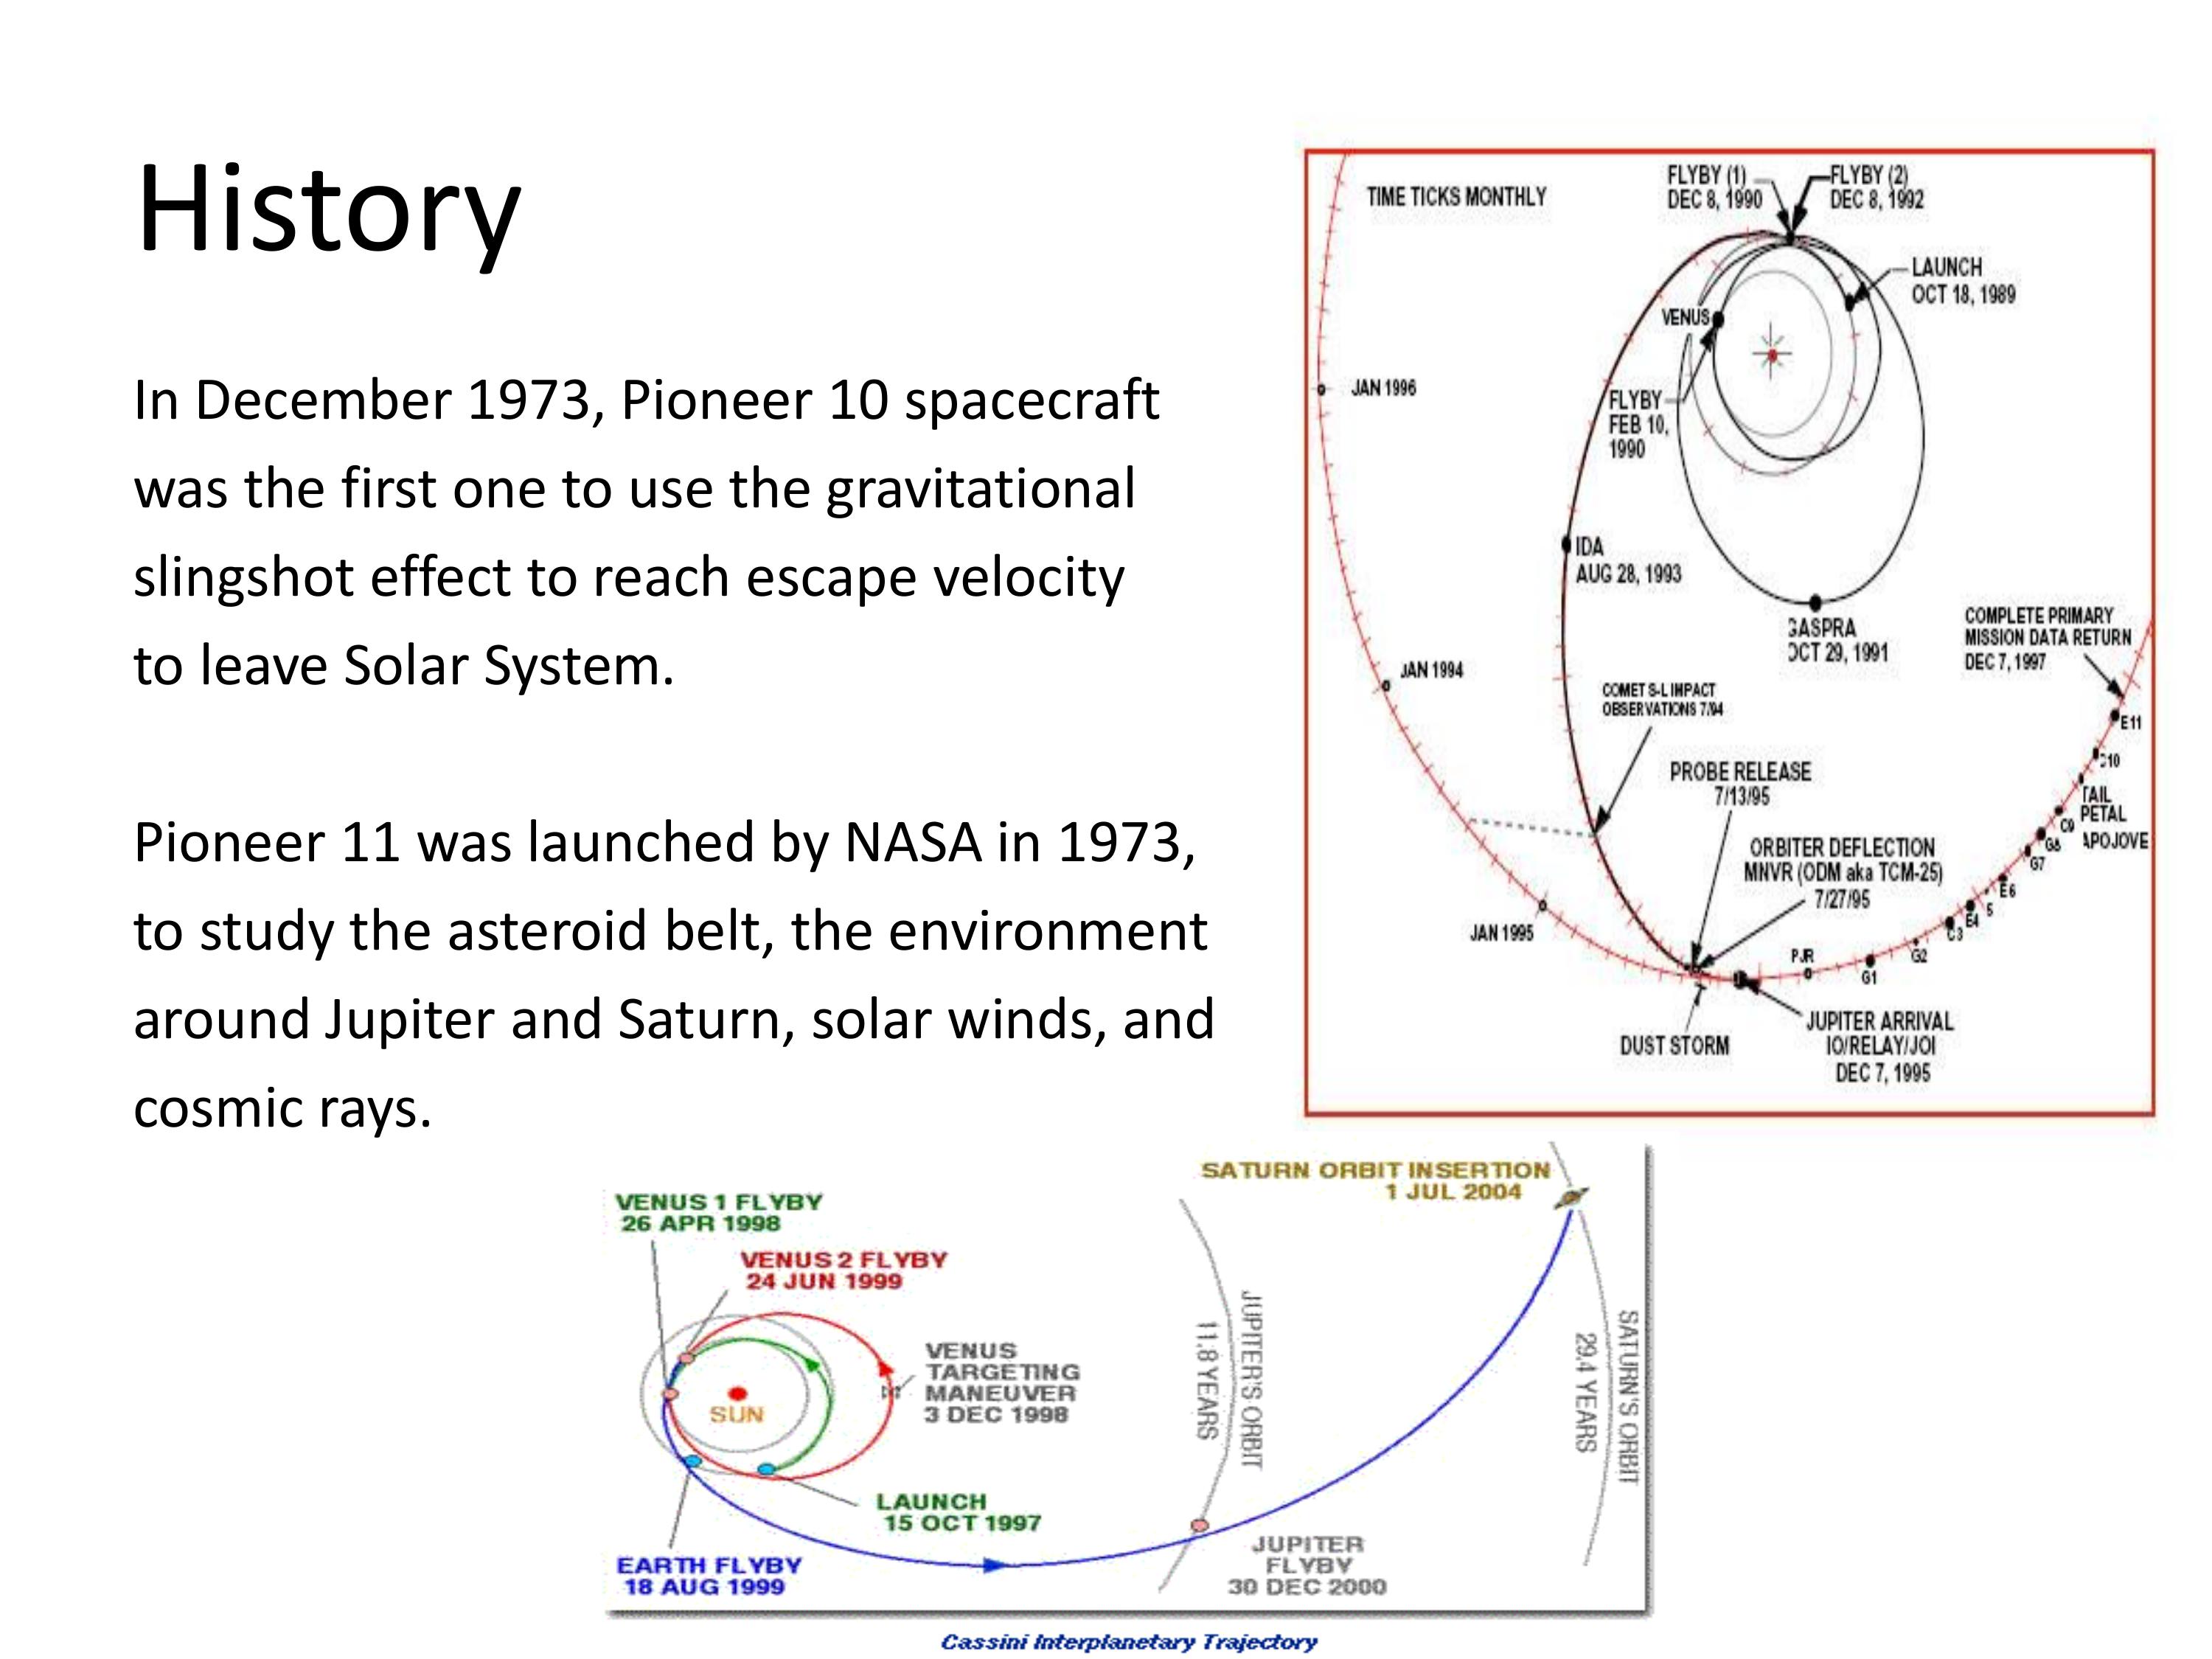 History
In December 1973, Pioneer 10 spacecraft
was the first one to use the gravitational
slingshot effect to reach escape velocity
to leave Solar System.
Pioneer 11 was launched by NASA in 1973,
to study the asteroid belt, the environment
around Jupiter and Saturn, solar winds, and
cosmic rays.
TIME TICKS MONTHLY
FLYBY (1)
DEC 8, 1990
FLYBY (2)
DEC 8, 1992
LAUNCH
OCT 18, 1989
VENUS
JAN 1996
FLYBY
FEB 10,
1990
IDA
AUG 28, 1993
GASPRA
OCT 29, 1991
COMPLETE PRIMARY
MISSION DATA RETURN
DEC 7, 1997
JAN 1994
COMET S-L IMPACT
OBSERVATIONS 7/94
E11
C10
TAIL
PETAL
APOJOVE
C9
G8
G7
E6
5
E4
C3
G2
G1
PJR
PROBE RELEASE
7/13/95
ORBITER DEFLECTION
MNVR (ODM aka TCM-25)
7/27/95
JAN 1995
DUST STORM
JUPITER ARRIVAL
IO/RELAY/JOI
DEC 7, 1995
SATURN ORBIT INSERTION
1 JUL 2004
VENUS 1 FLYBY
26 APR 1998
VENUS 2 FLYBY
24 JUN 1999
VENUS
TARGETING
MANEUVER
3 DEC 1998
SUN
JUPITER'S ORBIT
11.8 YEARS
SATURN'S ORBIT
29.4 YEARS
LAUNCH
15 OCT 1997
EARTH FLYBY
18 AUG 1999
JUPITER
FLYBY
30 DEC 2000
Cassini Interplanetary Trajectory